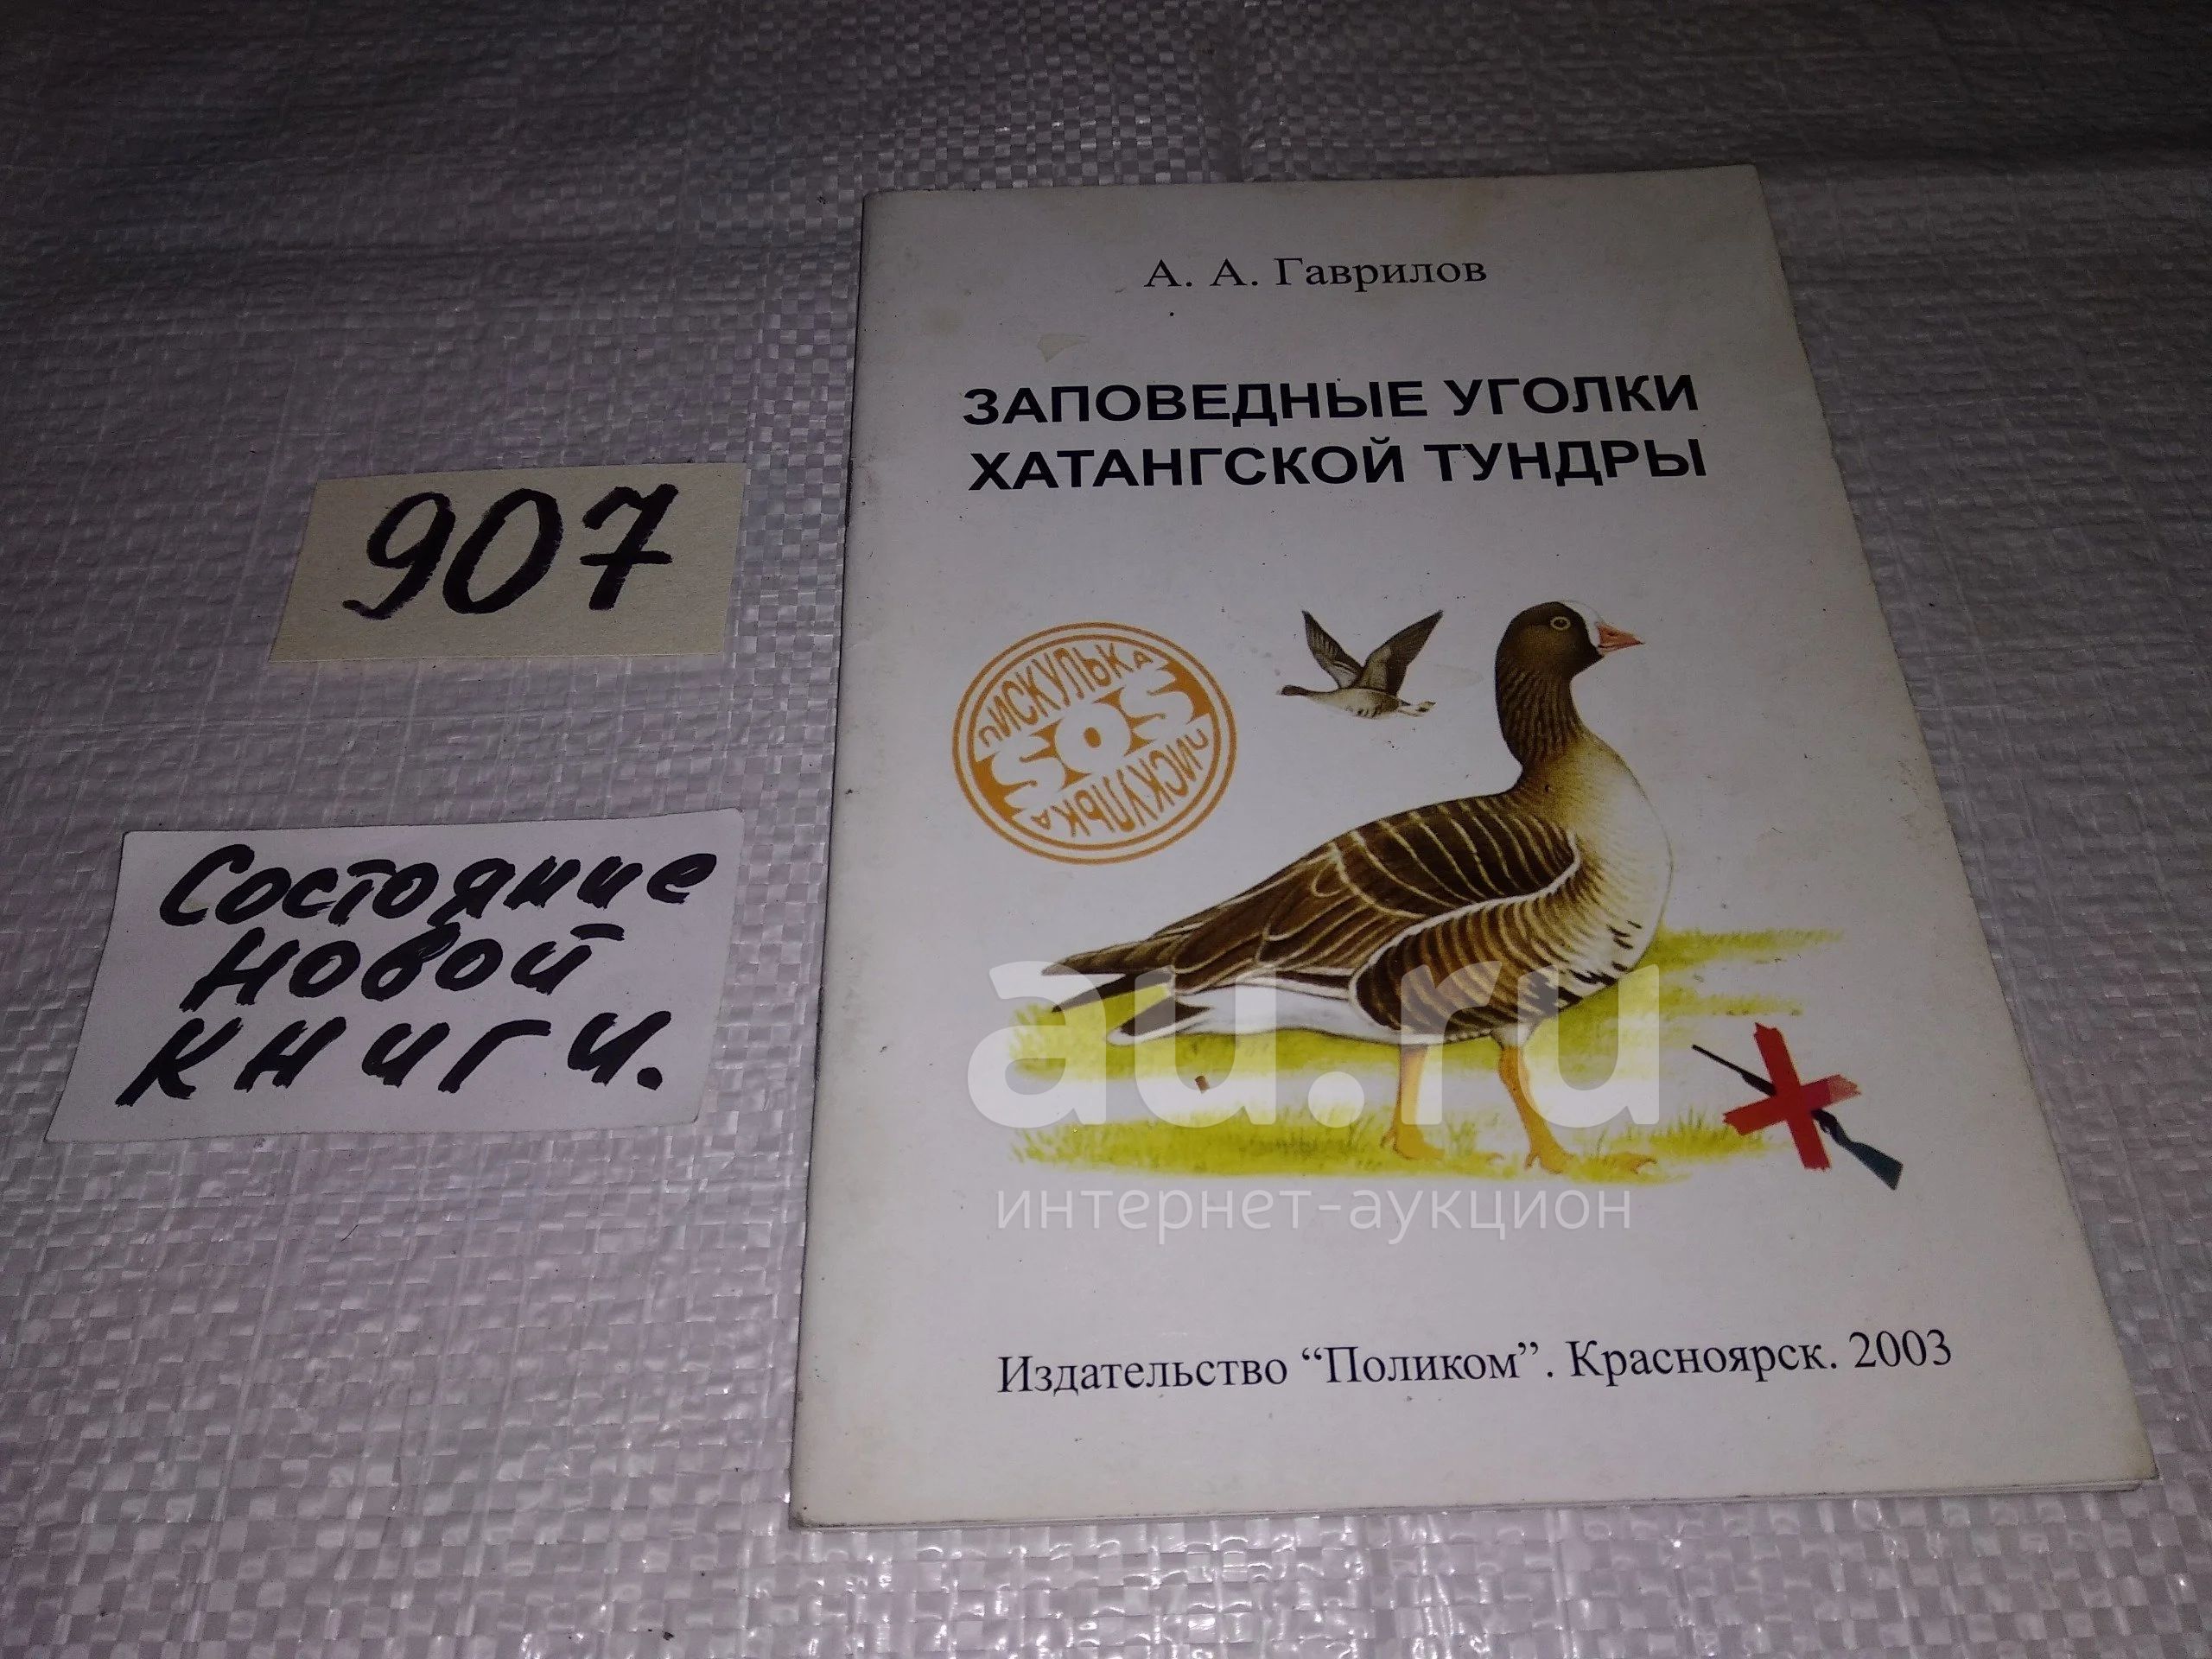 А. А. Гаврилов
ЗАПОВЕДНЫЕ УГОЛКИ
ХАТАНГСКОЙ ТУНДРЫ
907
ПИСКУЛЬКА
SOS
ПИСКУЛЬКА
Состояние
новой
книги.
au.ru
интернет-аукцион
Издательство “Поликом”. Красноярск. 2003